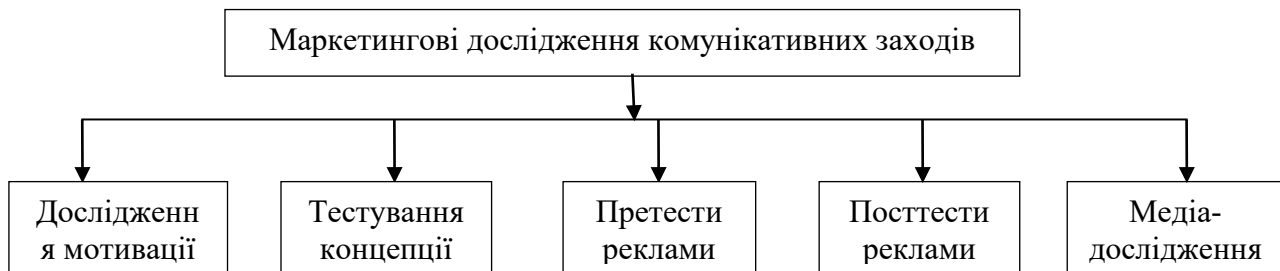 Маркетингові дослідження комунікативних заходів
Дослідженн
я мотивації
Тестування
концепції
Претести
реклами
Посттести
реклами
Медіа-
дослідження